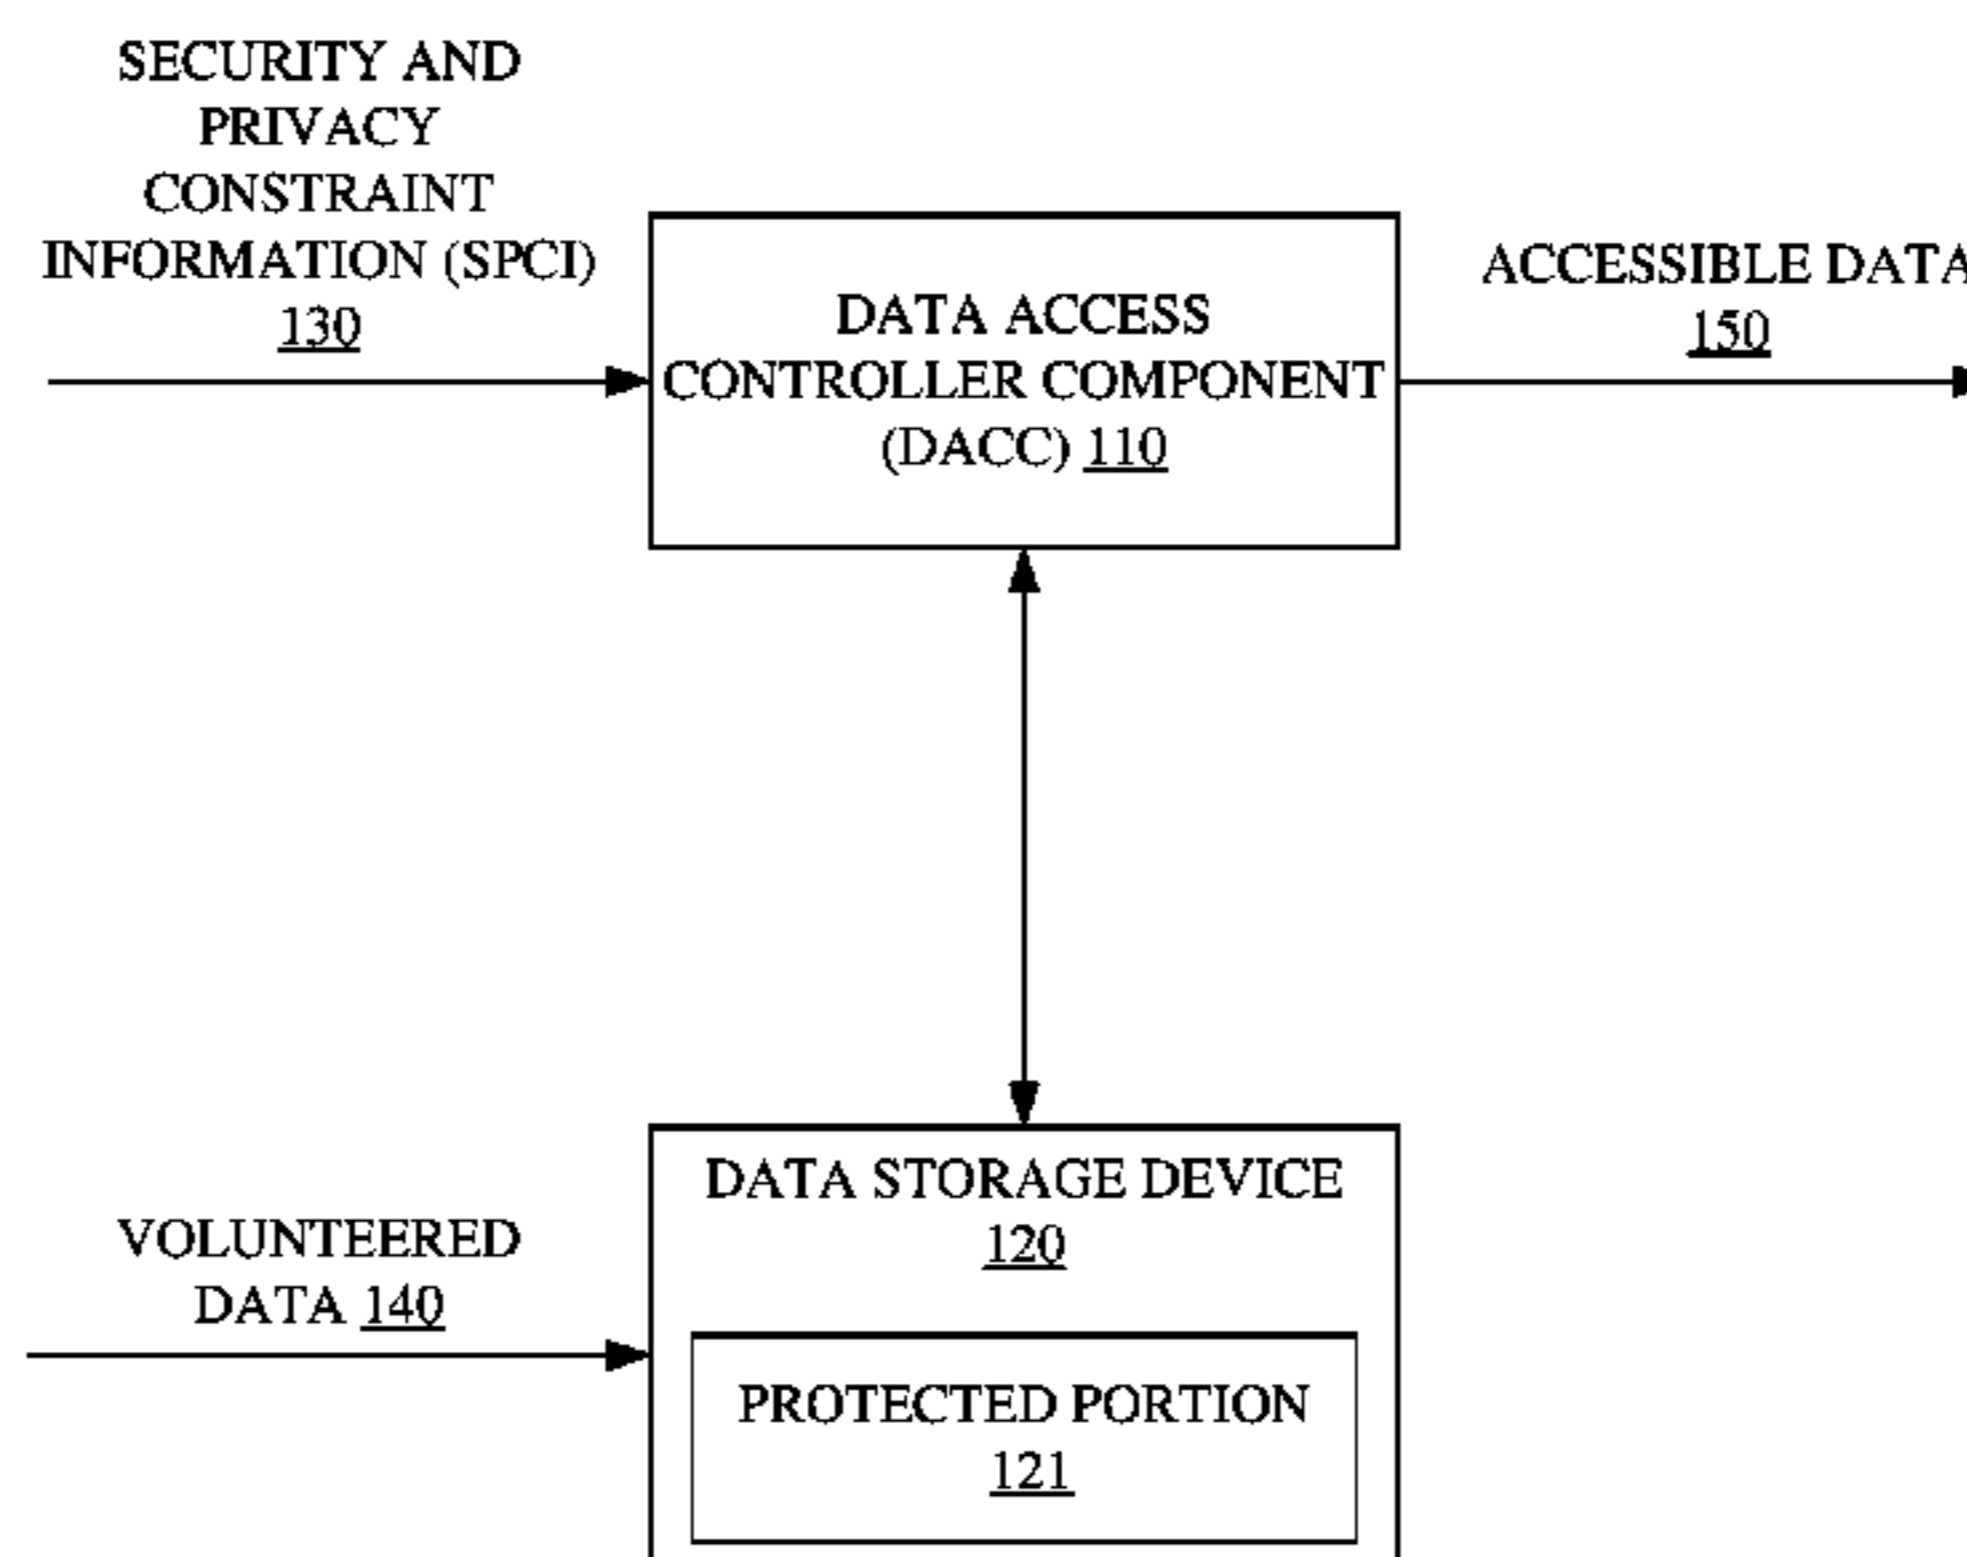 SECURITY AND
PRIVACY
CONSTRAINT
INFORMATION (SPCI)
130
DATA ACCESS
CONTROLLER COMPONENT
(DACC) 110
ACCESSIBLE DATA
150
DATA STORAGE DEVICE
120
VOLUNTEERED
DATA 140
PROTECTED PORTION
121